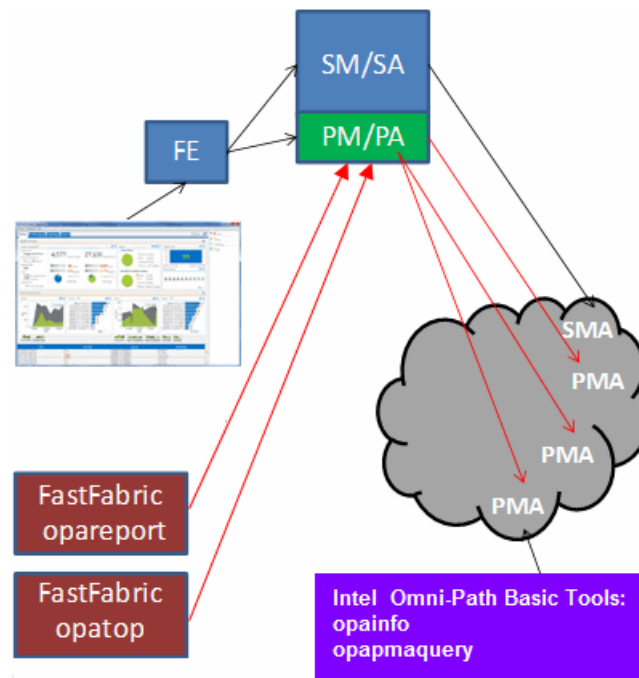 SM/SA
PM/PA
FE
SMA
PMA
PMA
PMA
FastFabric
opareport
FastFabric
opatop
Intel Omni-Path Basic Tools:
opainfo
opapmaquery